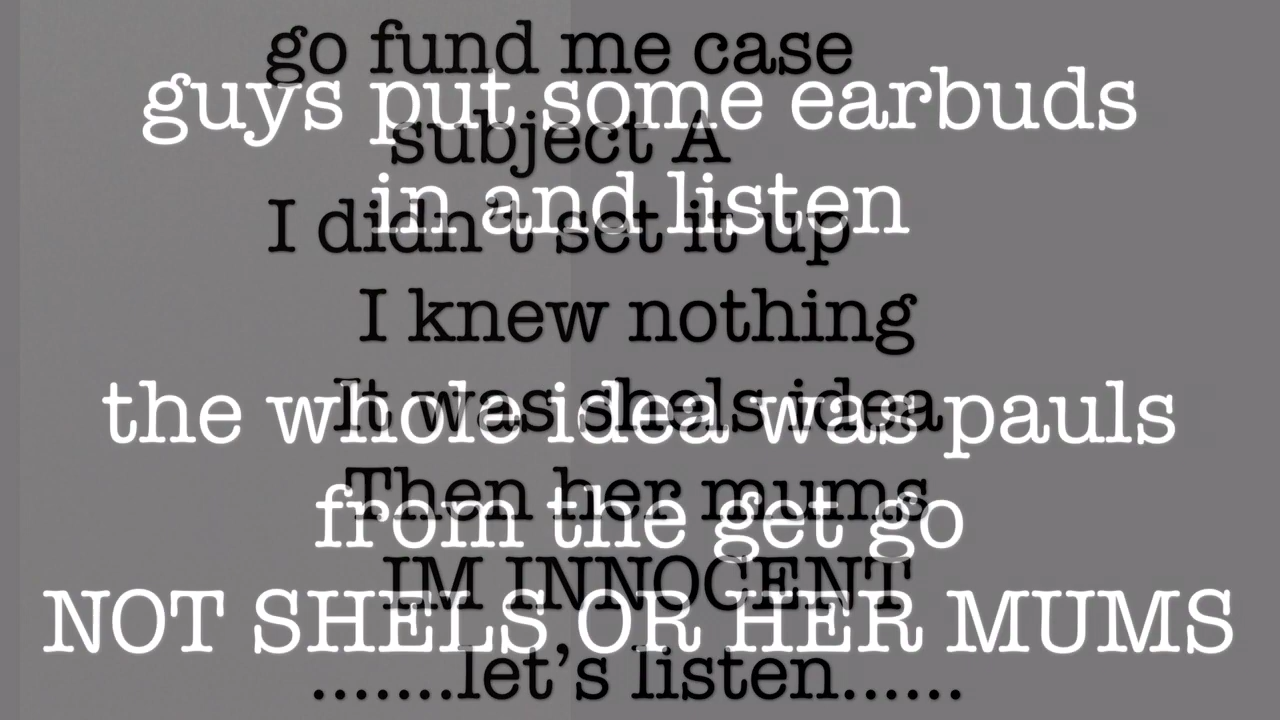 go fund me case
guys put some earbuds
subject A
in and listen
I didn't set it up
I knew nothing
It was shels idea
the whole idea was pauls
Then her mums
from the get go
IM INNOCENT
NOT SHELS OR HER MUMS
.......let's listen......